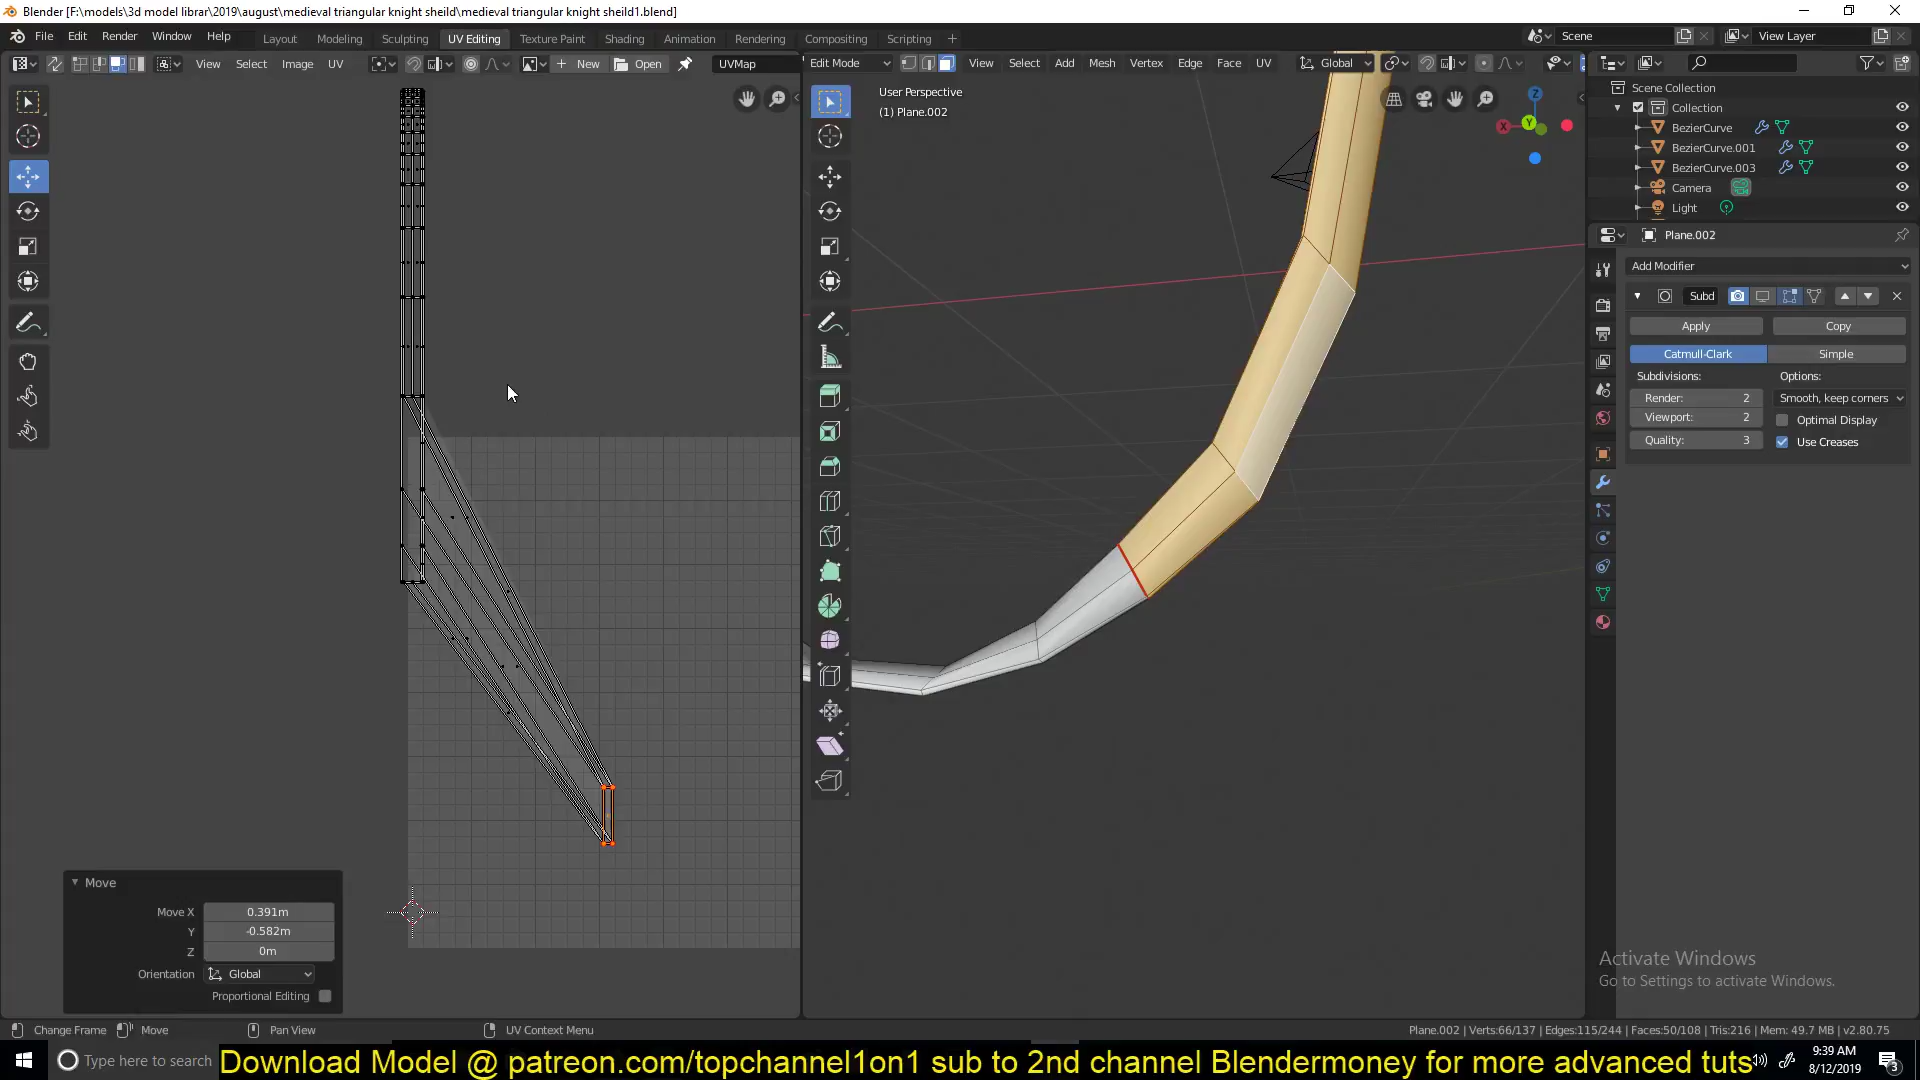 Blender [F:\models\3d model librar\2019\august\medieval triangular knight sheild\medieval triangular knight sheild1.blend]
File Edit Render Window Help
Layout Modeling Sculpting UV Editing Texture Paint Shading Animation Rendering Compositing Scripting
Scene
View Layer
View Select Image UV
New Open
UVMap
Edit Mode
View Select Add Mesh Vertex Edge Face UV
Global
User Perspective
(1) Plane.002
Z
Y
X
Scene Collection
Collection
BezierCurve
BezierCurve.001
BezierCurve.003
Camera
Light
Plane.002
Add Modifier
Subd
Apply Copy
Catmull-Clark Simple
Subdivisions: Options:
Render: 2 Smooth, keep corners
Viewport: 2 Optimal Display
Quality: 3 Use Creases
Move
Move X 0.391m
Y -0.582m
Z 0m
Orientation Global
Proportional Editing
Activate Windows
Go to Settings to activate Windows.
Change Frame Move Pan View UV Context Menu
Plane.002 | Verts:66/137 | Edges:115/244 | Faces:50/108 | Tris:216 | Mem: 49.7 MB | v2.80.75
Type here to search
Download Model @ patreon.com/topchannel1on1 sub to 2nd channel Blendermoney for more advanced tuts
9:39 AM
8/12/2019
3